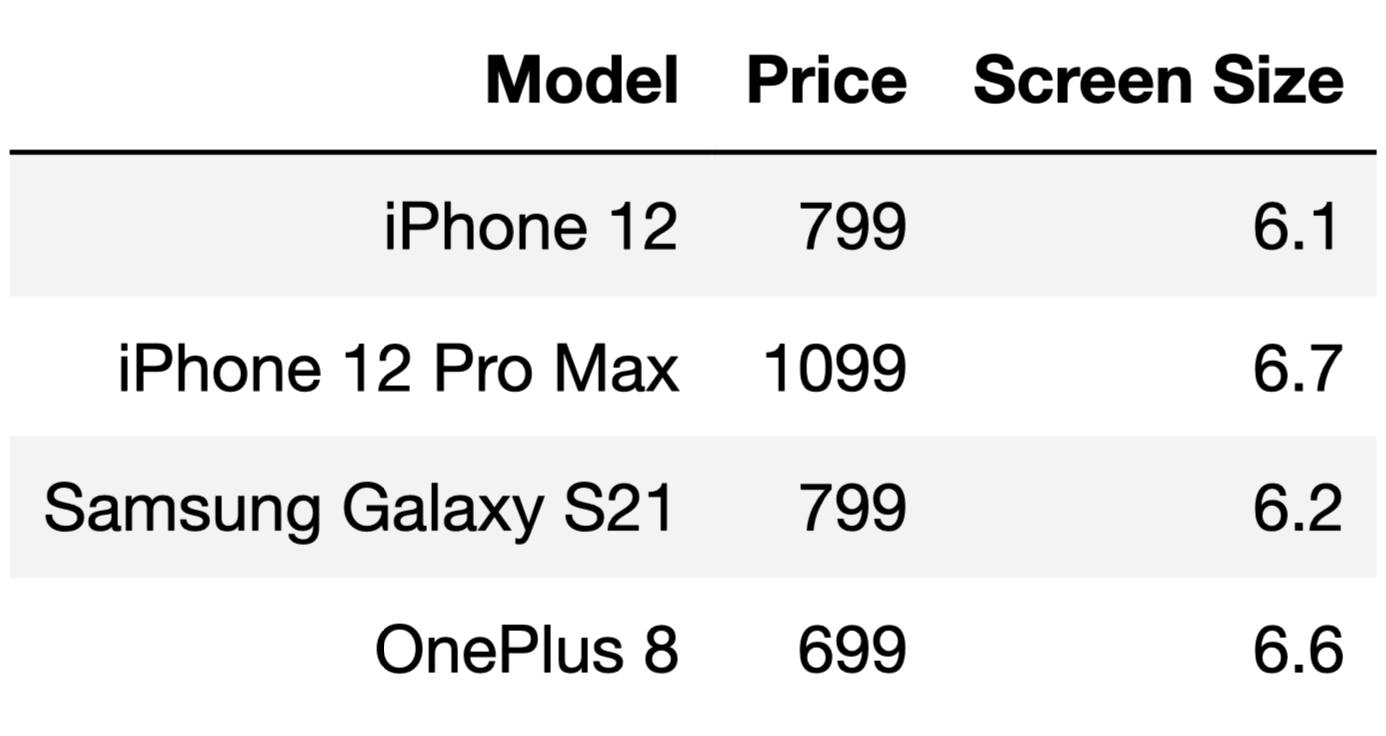 Model Price Screen Size
iPhone 12 799 6.1
iPhone 12 Pro Max 1099 6.7
Samsung Galaxy S21 799 6.2
OnePlus 8 699 6.6